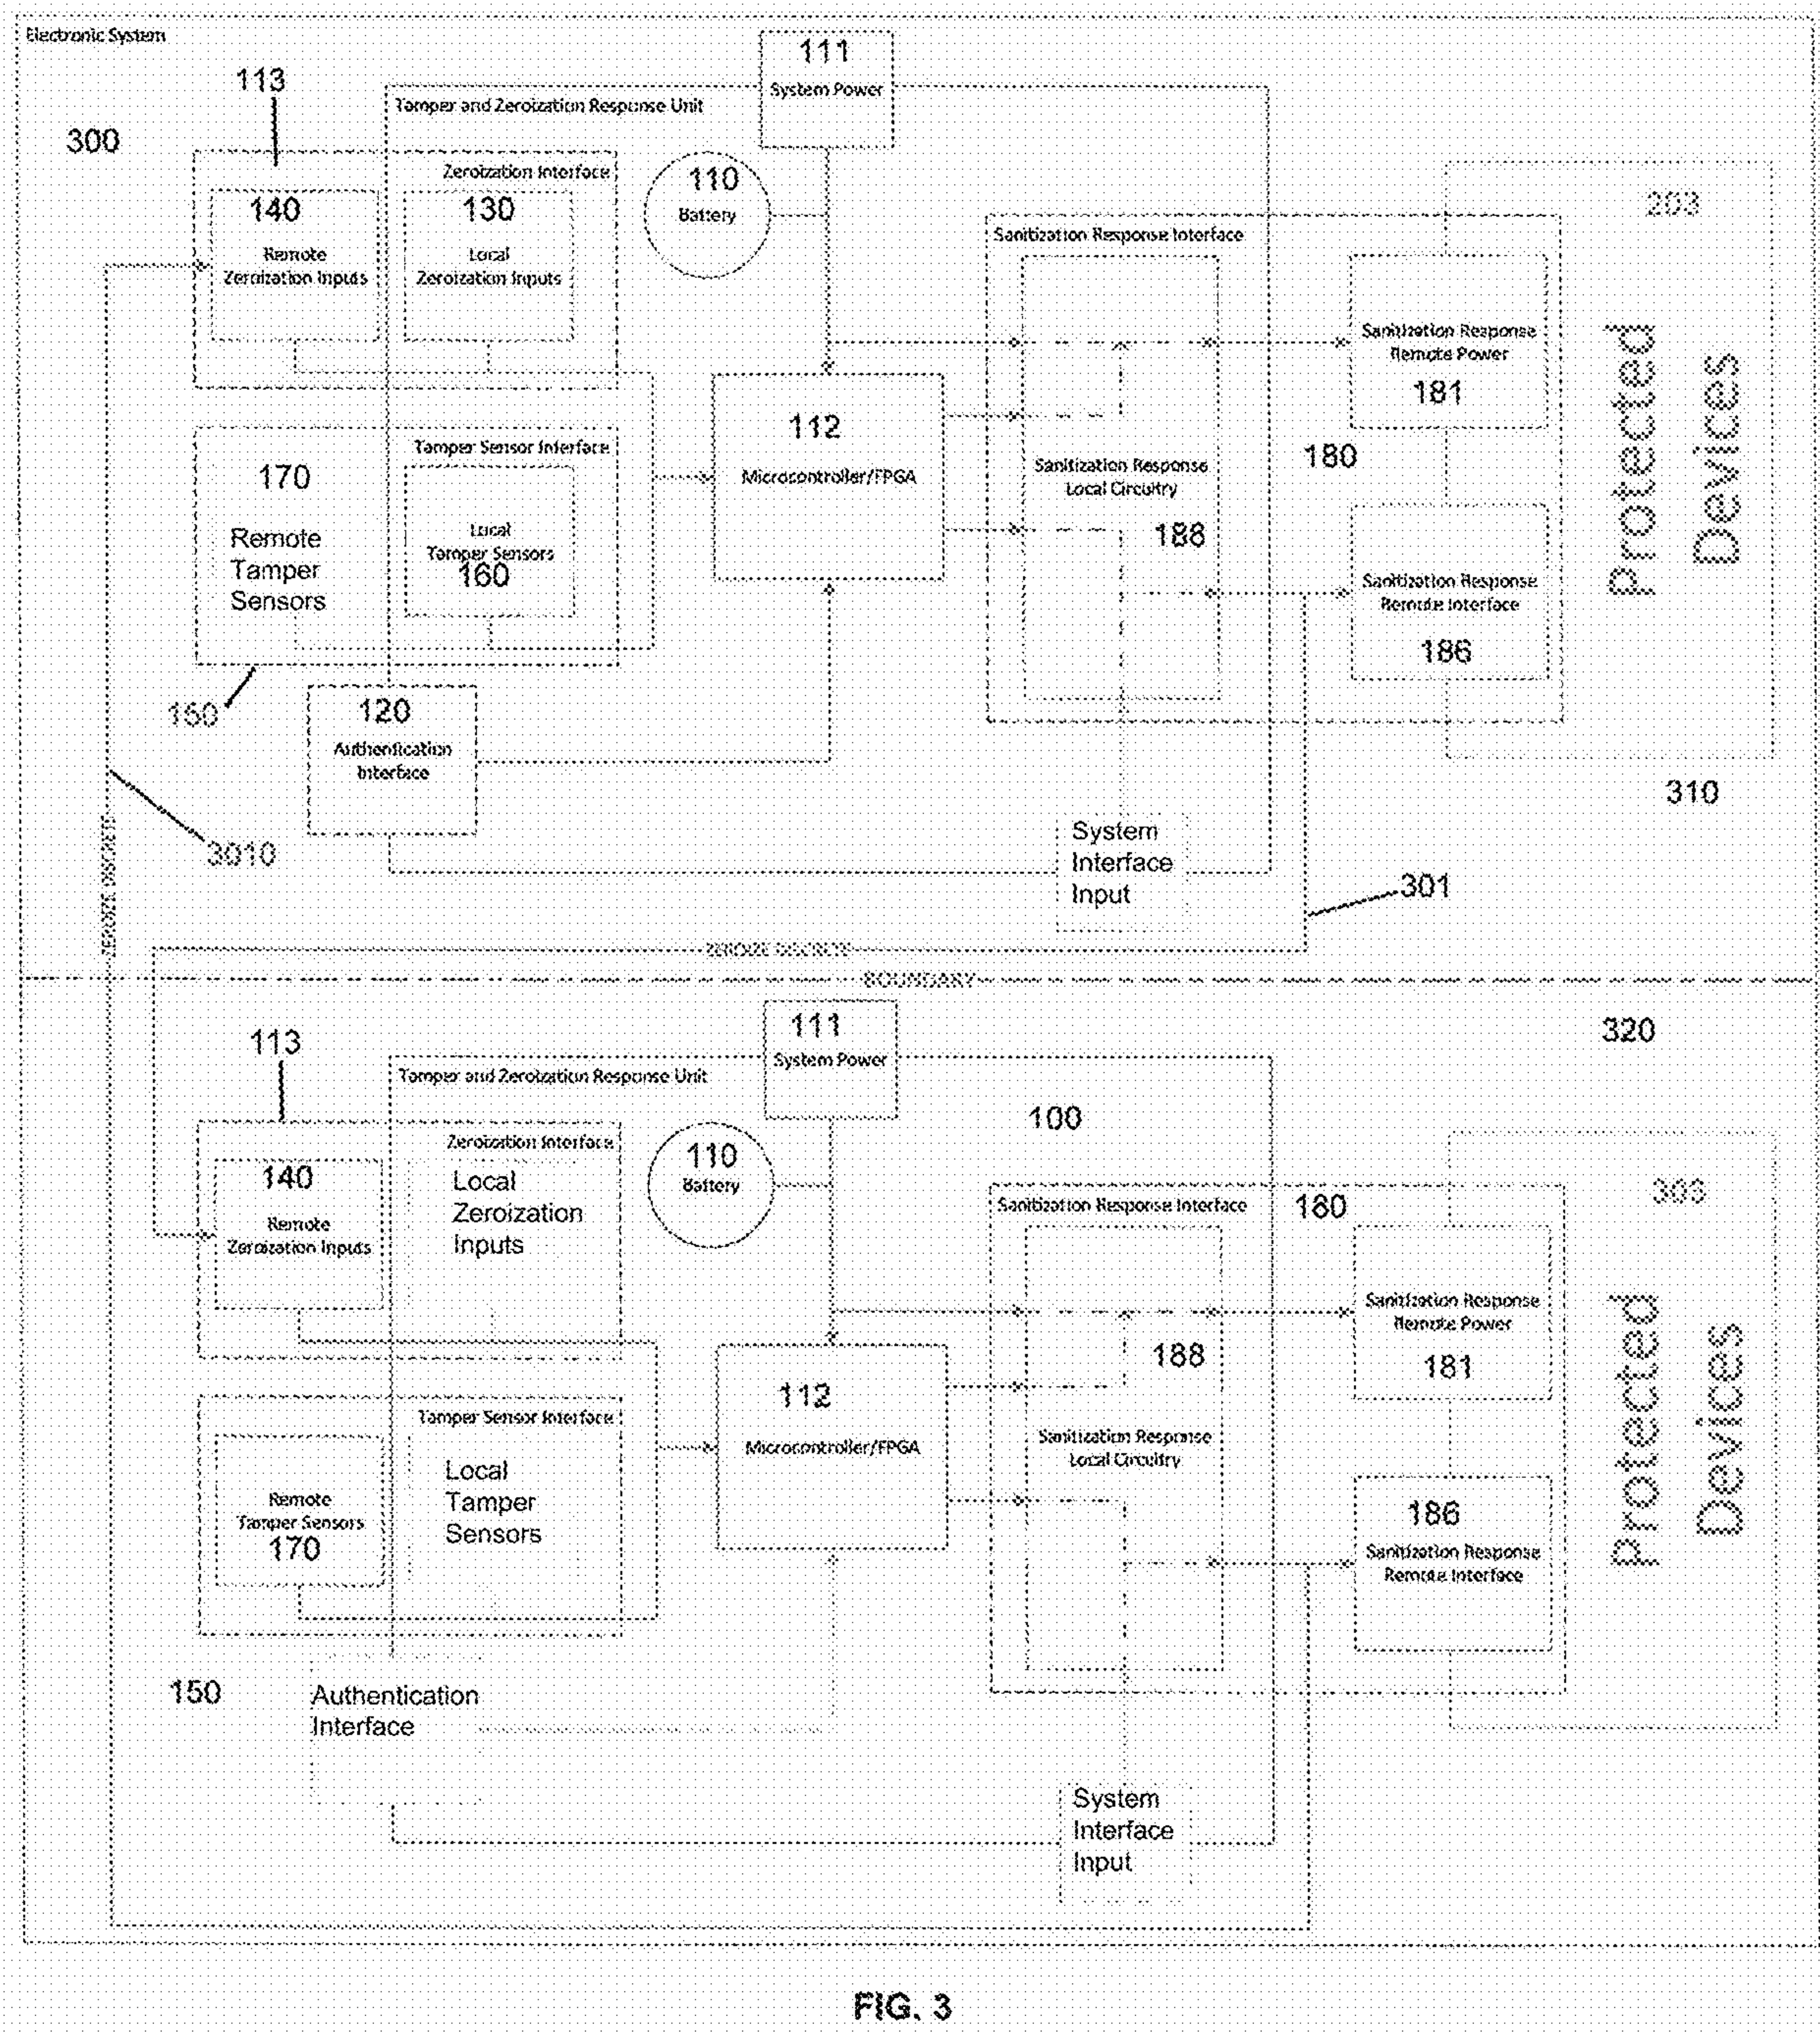 Electronic System
111
System Power
113
Tamper and Zeroization Response Unit
300
Zeroization Interface
110
Battery
140
Remote
Zeroization Inputs
130
Local
Zeroization Inputs
203
Sanitization Response Interface
Sanitization Response
Remote Power
181
Protected
Devices
112
Microcontroller/FPGA
Tamper Sensor Interface
170
Remote
Tamper
Sensors
Local
Tamper Sensors
160
Sanitization Response
Local Circuitry
188
180
Sanitization Response
Remote Interface
186
150
120
Authentication
Interface
310
3010
System
Interface
Input
301
ZEROIZE DISCRETE
ZEROIZE DISCRETE
BOUNDARY
111
System Power
320
113
Tamper and Zeroization Response Unit
100
Zeroization Interface
110
Battery
140
Remote
Zeroization Inputs
Local
Zeroization
Inputs
Sanitization Response Interface
180
Sanitization Response
Remote Power
181
Protected
Devices
188
112
Microcontroller/FPGA
Tamper Sensor Interface
Remote
Tamper Sensors
170
Local
Tamper
Sensors
Sanitization Response
Local Circuitry
186
Sanitization Response
Remote Interface
150
Authentication
Interface
System
Interface
Input
FIG. 3